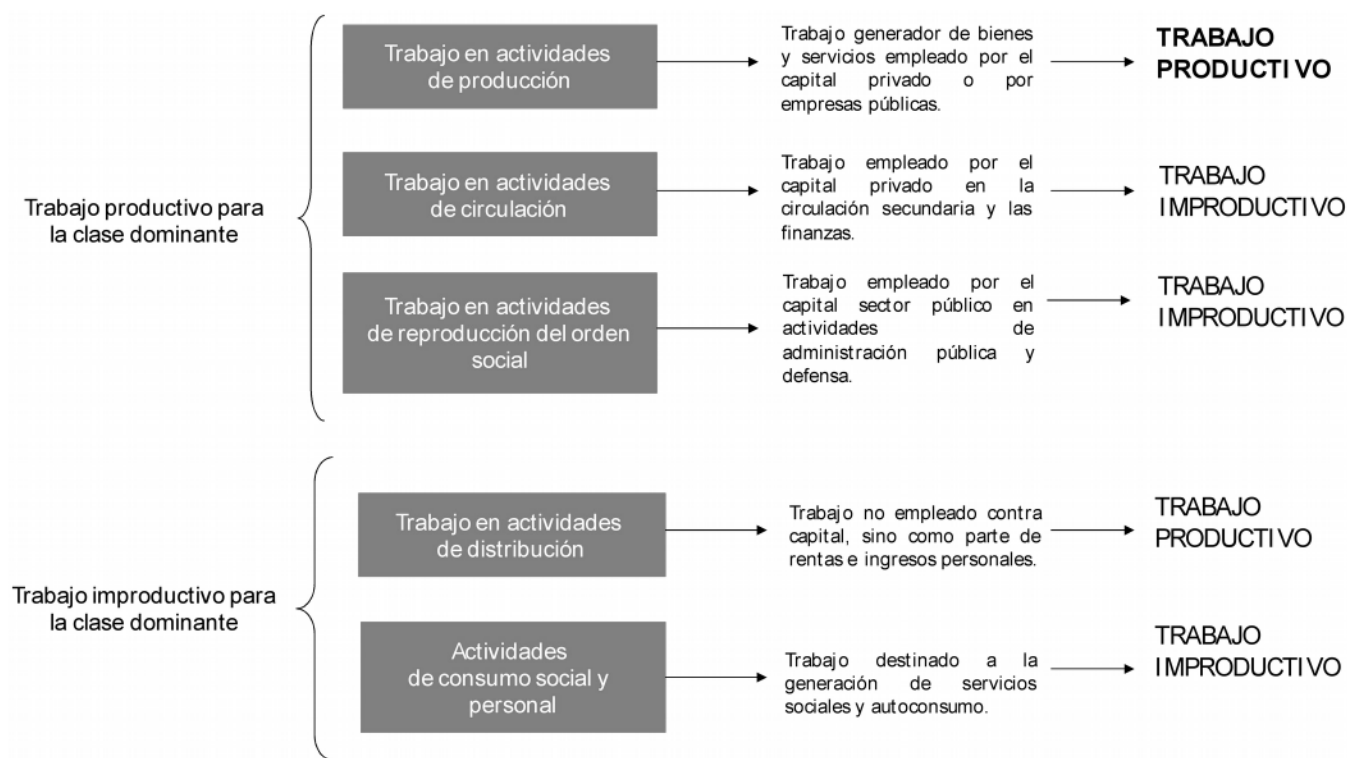 Trabajo productivo para
la clase dominante
Trabajo en actividades
de producción
Trabajo generador de bienes
y servicios empleado por el
capital privado o por
empresas públicas.
TRABAJO
PRODUCTIVO
Trabajo en actividades
de circulación
Trabajo empleado por el
capital privado en la
circulación secundaria y las
finanzas.
TRABAJO
IMPRODUCTIVO
Trabajo en actividades
de reproducción del orden
social
Trabajo empleado por el
capital sector público en
actividades de
administración pública y
defensa.
TRABAJO
IMPRODUCTIVO
Trabajo improductivo para
la clase dominante
Trabajo en actividades
de distribución
Trabajo no empleado contra
capital, sino como parte de
rentas e ingresos personales.
TRABAJO
PRODUCTIVO
Actividades
de consumo social y
personal
Trabajo destinado a la
generación de servicios
sociales y autoconsumo.
TRABAJO
IMPRODUCTIVO